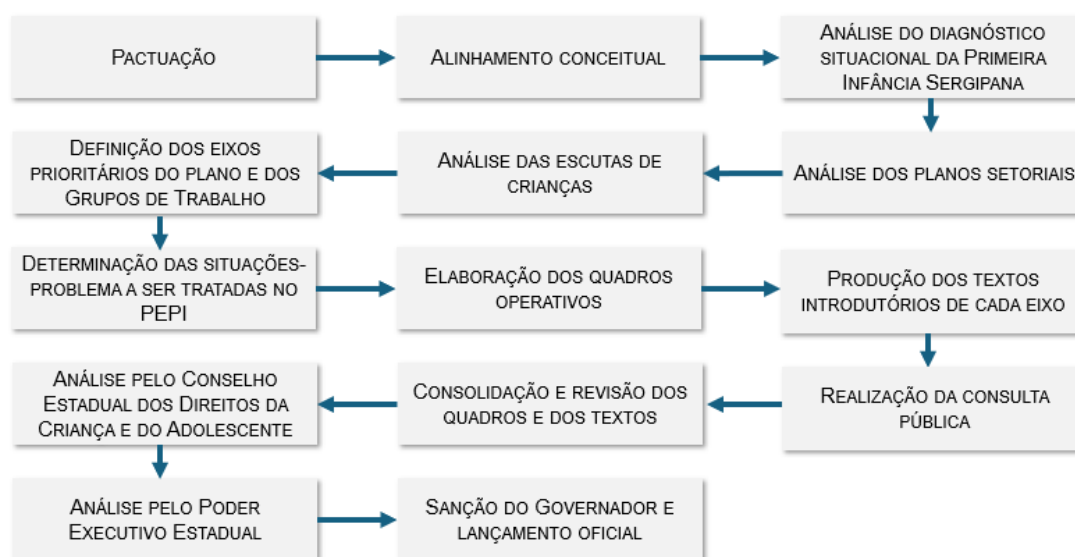 PACTUAÇÃO
ALINHAMENTO CONCEITUAL
ANÁLISE DO DIAGNÓSTICO
SITUACIONAL DA PRIMEIRA
INFÂNCIA SERGIPANA
DEFINIÇÃO DOS EIXOS
PRIORITÁRIOS DO PLANO E DOS
GRUPOS DE TRABALHO
ANÁLISE DAS ESCUTAS DE
CRIANÇAS
ANÁLISE DOS PLANOS SETORIAIS
DETERMINAÇÃO DAS SITUAÇÕES-
PROBLEMA A SER TRATADAS NO
PEPI
ELABORAÇÃO DOS QUADROS
OPERATIVOS
PRODUÇÃO DOS TEXTOS
INTRODUTÓRIOS DE CADA EIXO
ANÁLISE PELO CONSELHO
ESTADUAL DOS DIREITOS DA
CRIANÇA E DO ADOLESCENTE
CONSOLIDAÇÃO E REVISÃO DOS
QUADROS E DOS TEXTOS
REALIZAÇÃO DA CONSULTA
PÚBLICA
ANÁLISE PELO PODER
EXECUTIVO ESTADUAL
SANÇÃO DO GOVERNADOR E
LANÇAMENTO OFICIAL